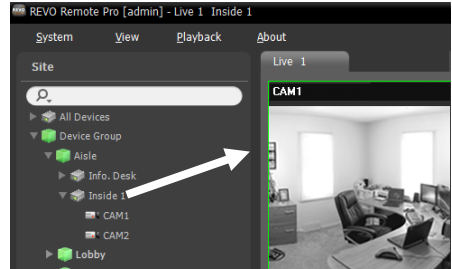 REVO REVO Remote Pro [admin] - Live 1 Inside 1
System View Playback About
Site
Live 1
CAM1
All Devices
Device Group
Aisle
Info. Desk
Inside 1
CAM1
CAM2
Lobby